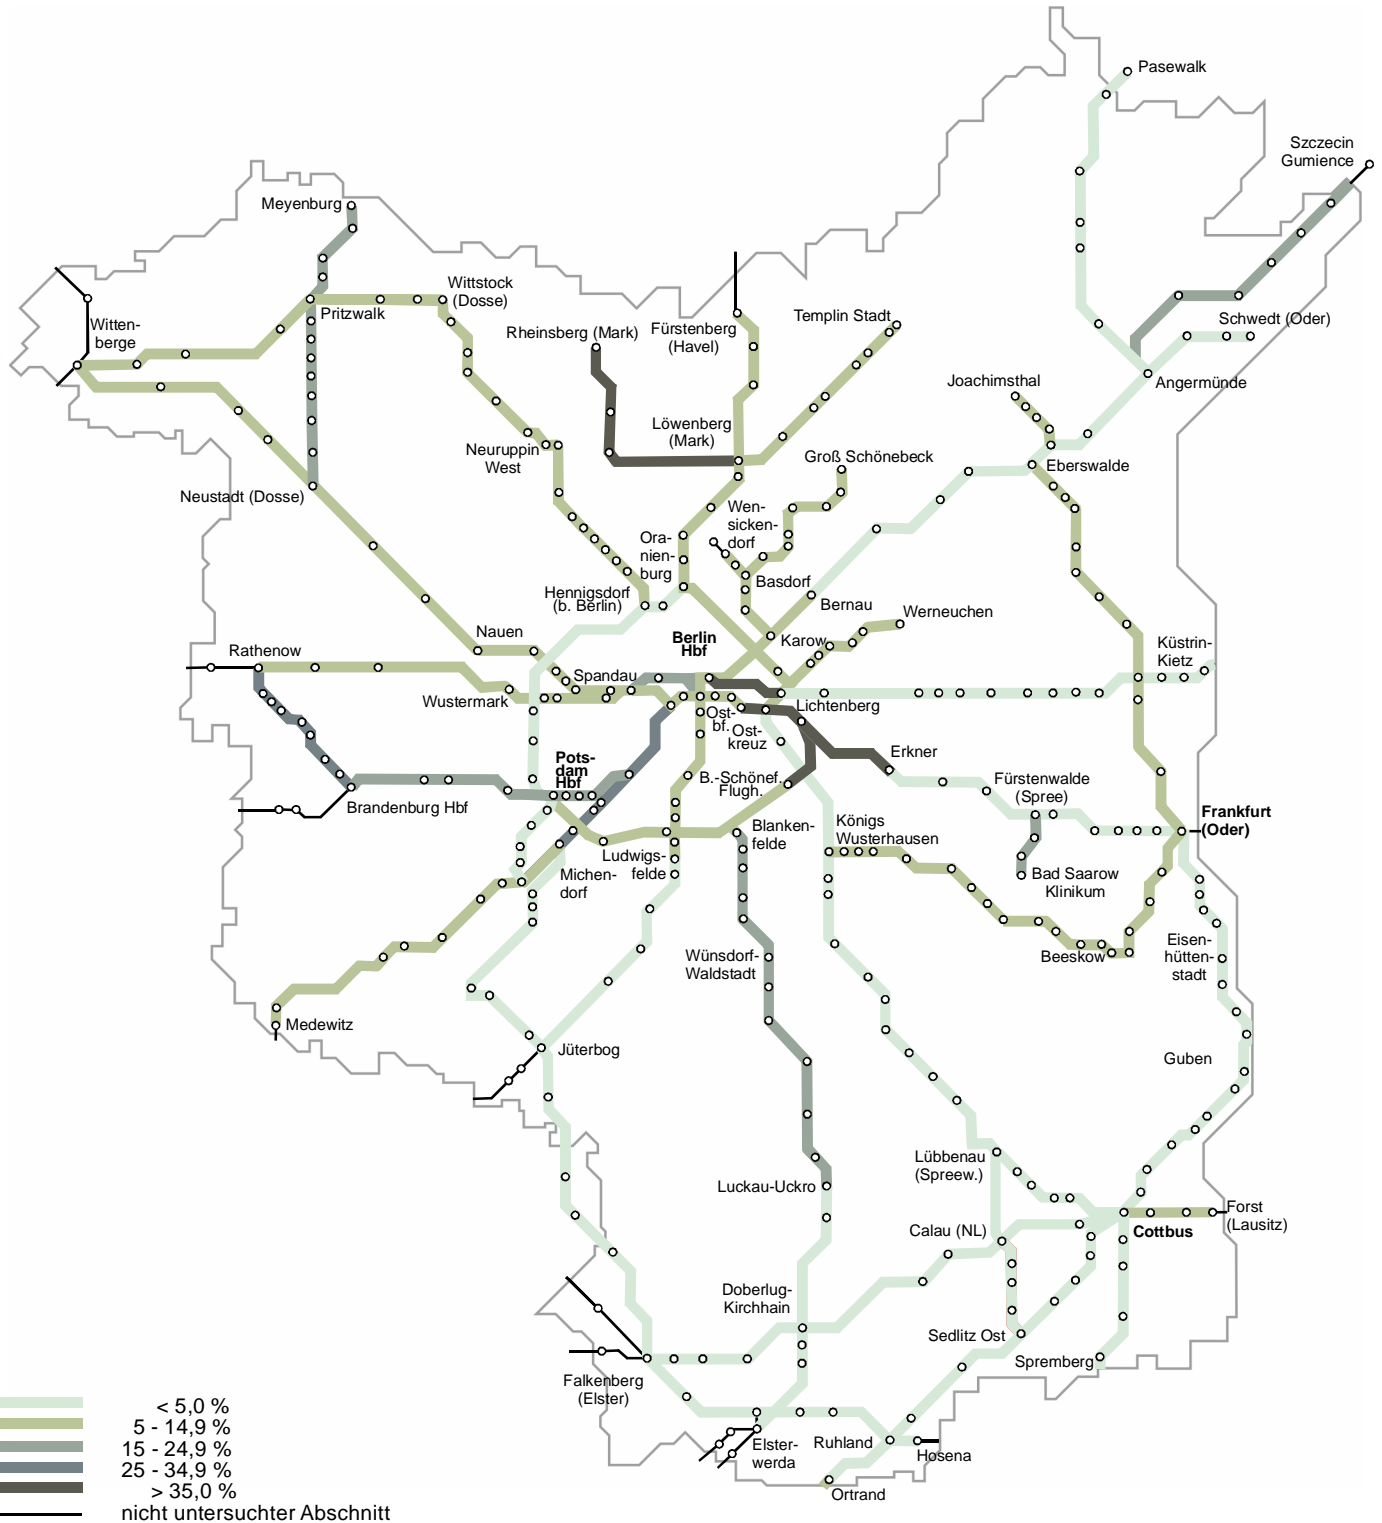 Pasewalk
Szczecin
Gumience
Meyenburg
Wittstock
(Dosse)
Pritzwalk
Witten-
berge
Rheinsberg (Mark)
Fürstenberg
(Havel)
Templin Stadt
Schwedt (Oder)
Angermünde
Joachimsthal
Löwenberg
(Mark)
Neuruppin
West
Groß Schönebeck
Eberswalde
Neustadt (Dosse)
Wen-
sicken-
dorf
Ora-
nien-
burg
Basdorf
Hennigsdorf
(b. Berlin)
Bernau
Werneuchen
Nauen
Berlin
Hbf
Karow
Küstrin-
Kietz
Rathenow
Spandau
Wustermark
Lichtenberg
Ost-
bf.
Ost-
kreuz
Erkner
Pots-
dam
Hbf
B.-Schönef.
Flugh.
Fürstenwalde
(Spree)
Brandenburg Hbf
Frankfurt
(Oder)
Blanken-
felde
Königs
Wusterhausen
Ludwigs-
felde
Michen-
dorf
Bad Saarow
Klinikum
Wünsdorf-
Waldstadt
Beeskow
Eisen-
hütten-
stadt
Medewitz
Jüterbog
Guben
Lübbenau
(Spreew.)
Luckau-Uckro
Forst
(Lausitz)
Calau (NL)
Cottbus
Doberlug-
Kirchhain
Sedlitz Ost
Spremberg
Falkenberg
(Elster)
Elster-
werda
Ruhland
Hosena
Ortrand
< 5,0 %
5 - 14,9 %
15 - 24,9 %
25 - 34,9 %
> 35,0 %
nicht untersuchter Abschnitt